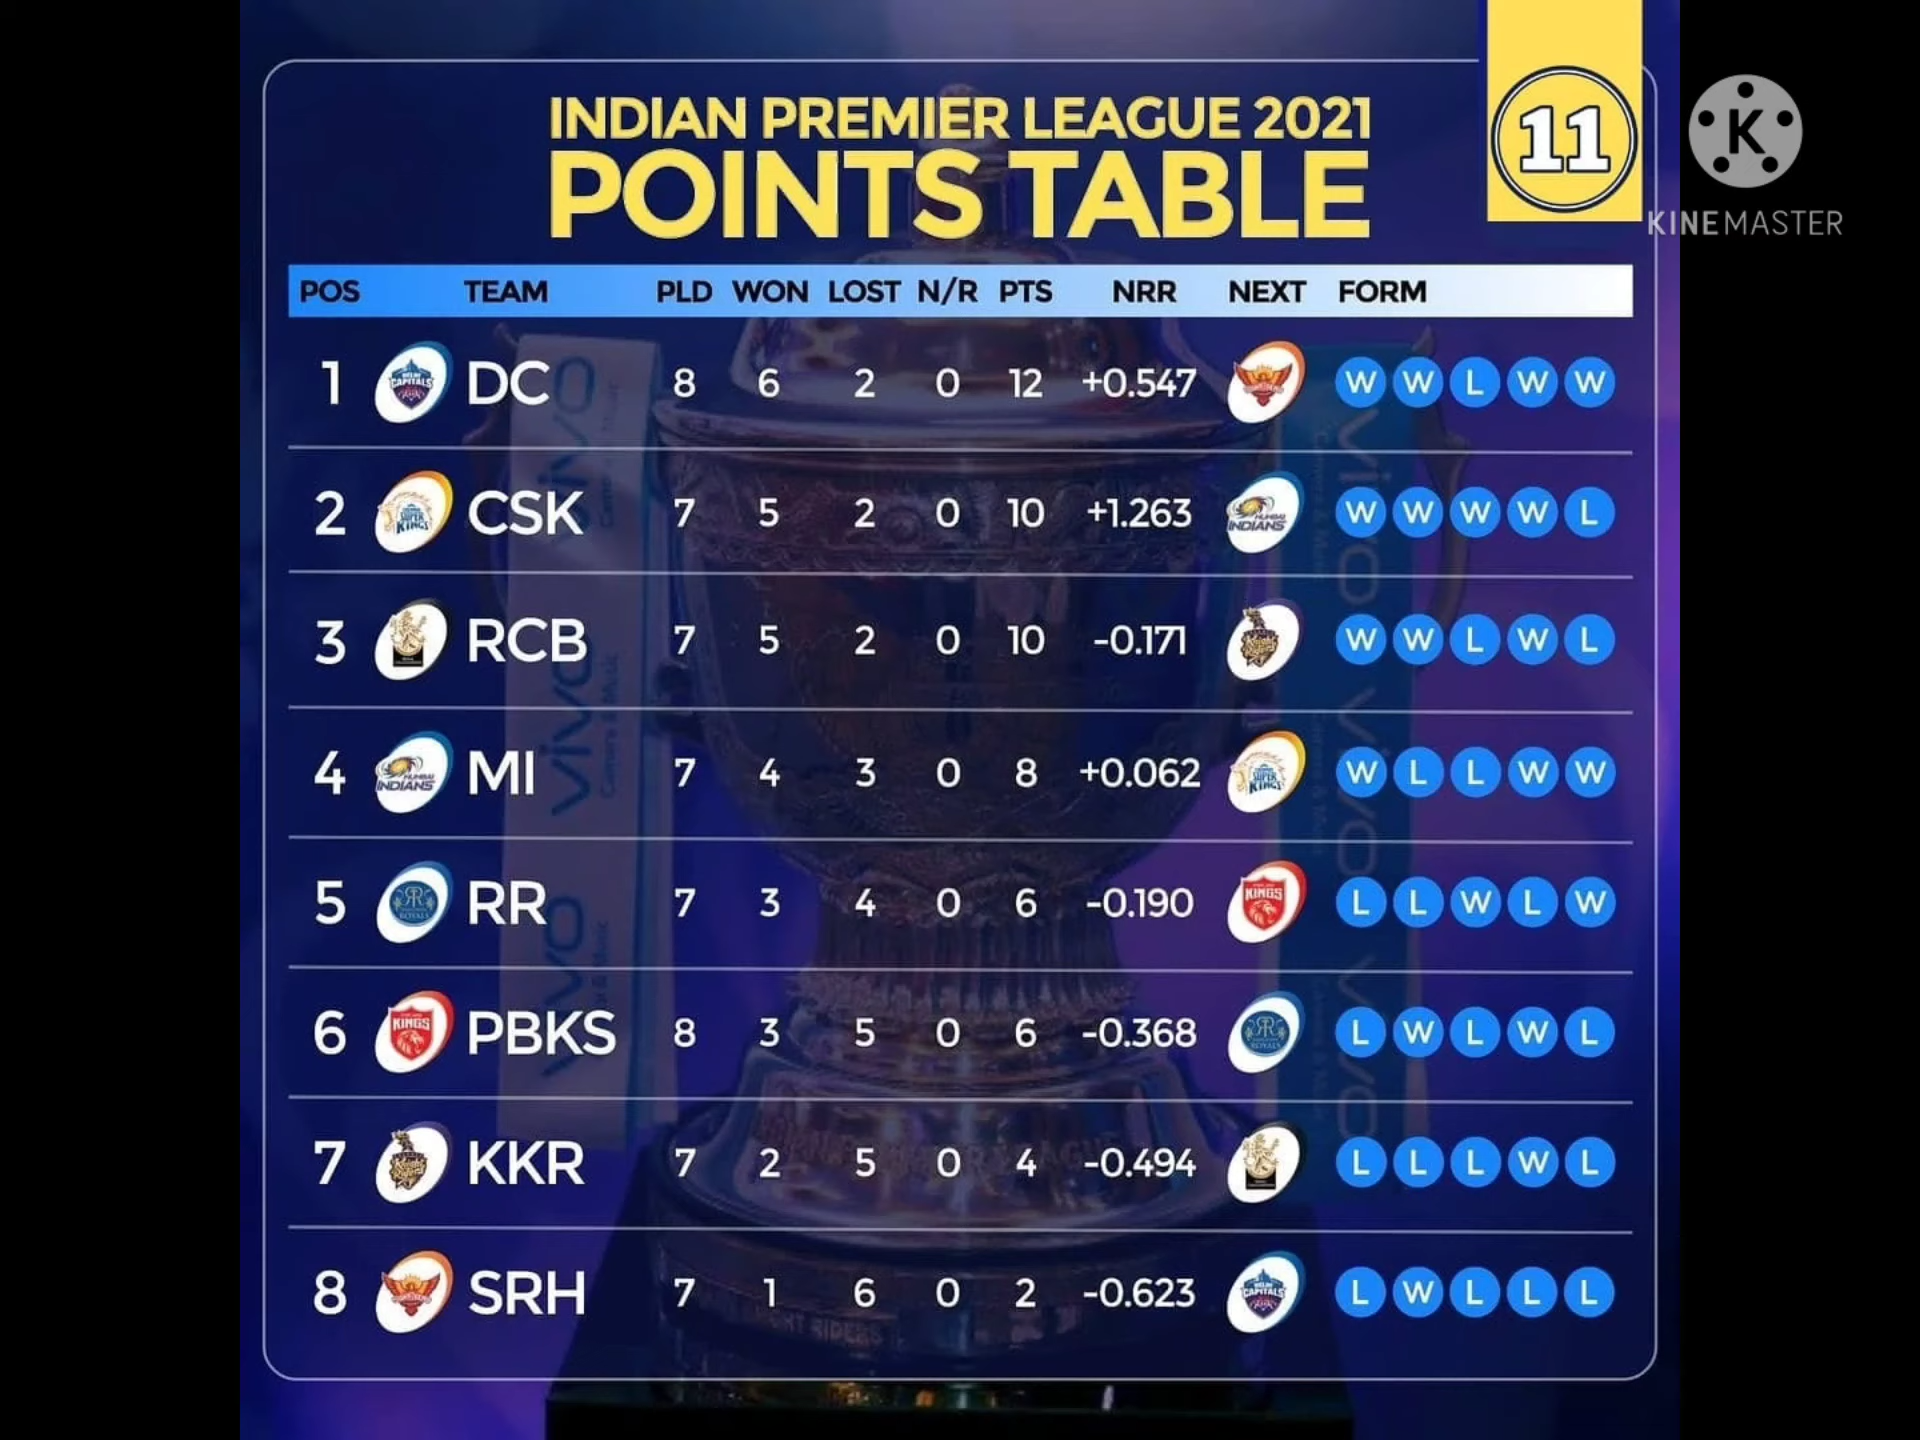 INDIAN PREMIER LEAGUE 2021
POINTS TABLE
11
K
KINEMASTER
POS TEAM PLD WON LOST N/R PTS NRR NEXT FORM
1 DC 8 6 2 0 12 +0.547 W W L W W
2 CSK 7 5 2 0 10 +1.263 W W W W L
3 RCB 7 5 2 0 10 -0.171 W W L W L
4 MI 7 4 3 0 8 +0.062 W L L W W
5 RR 7 3 4 0 6 -0.190 L L W L W
6 PBKS 8 3 5 0 6 -0.368 L W L W L
7 KKR 7 2 5 0 4 -0.494 L L L W L
8 SRH 7 1 6 0 2 -0.623 L W L L L